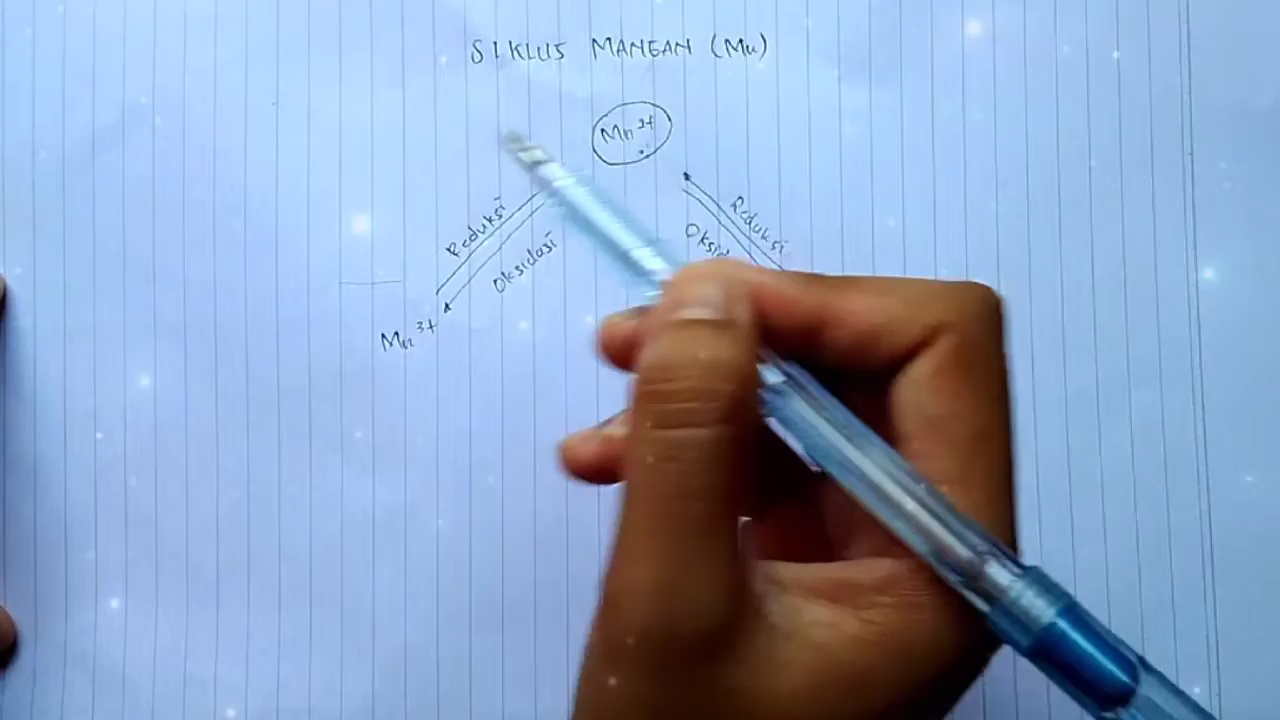 SIKLUS MANGAN (Mn)
Mn²⁺
Reduksi
Reduksi
Oksidasi
Mn³⁺